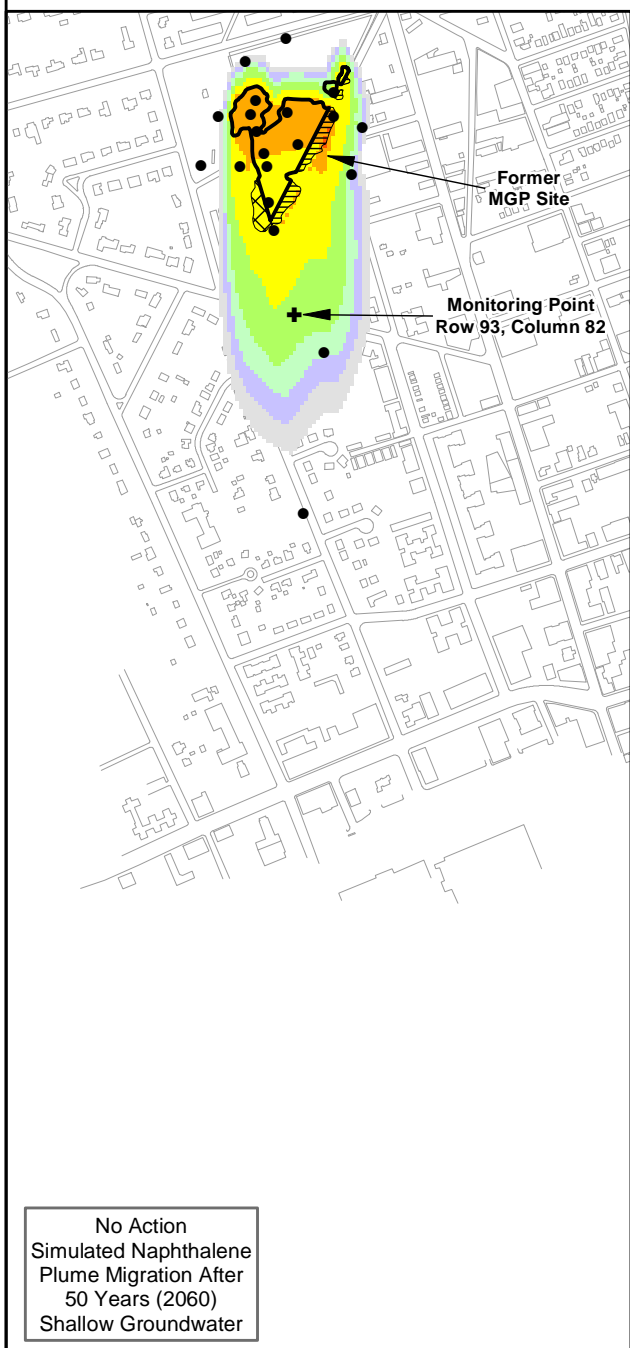 Former
MGP Site
Monitoring Point
Row 93, Column 82
No Action
Simulated Naphthalene
Plume Migration After
50 Years (2060)
Shallow Groundwater